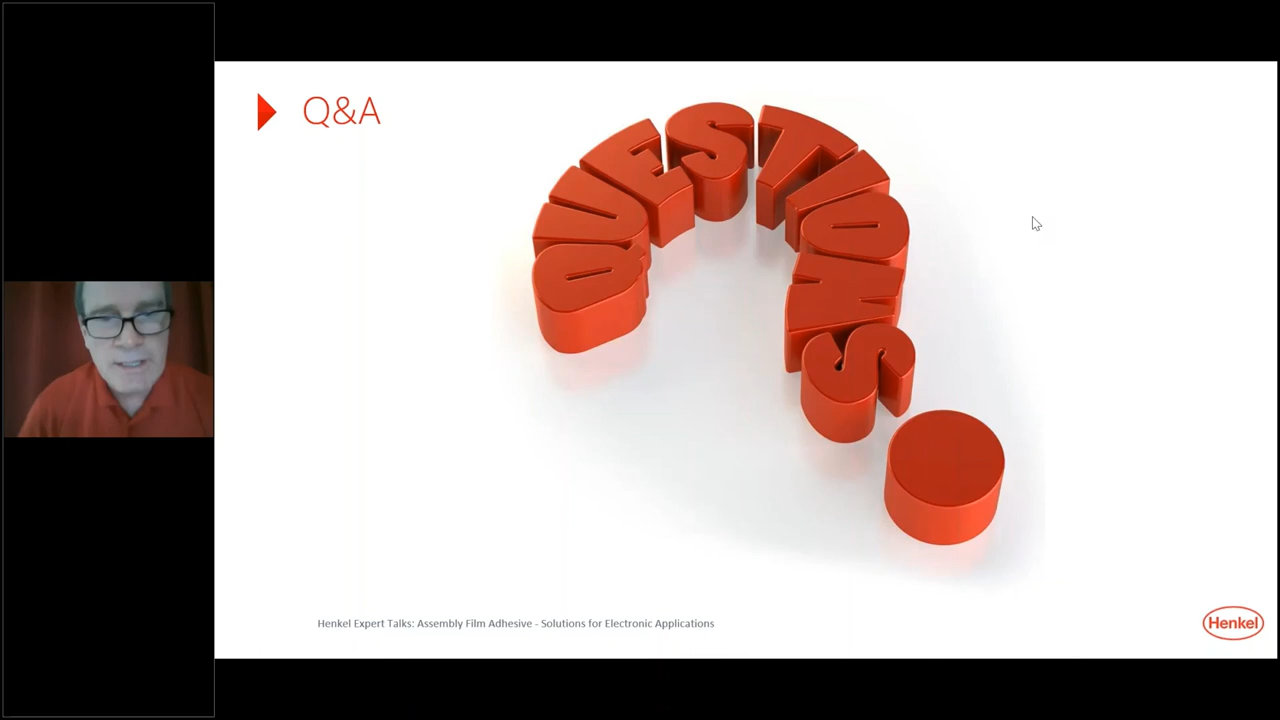 Q&A
QUESTIONS
Henkel Expert Talks: Assembly Film Adhesive - Solutions for Electronic Applications
Henkel